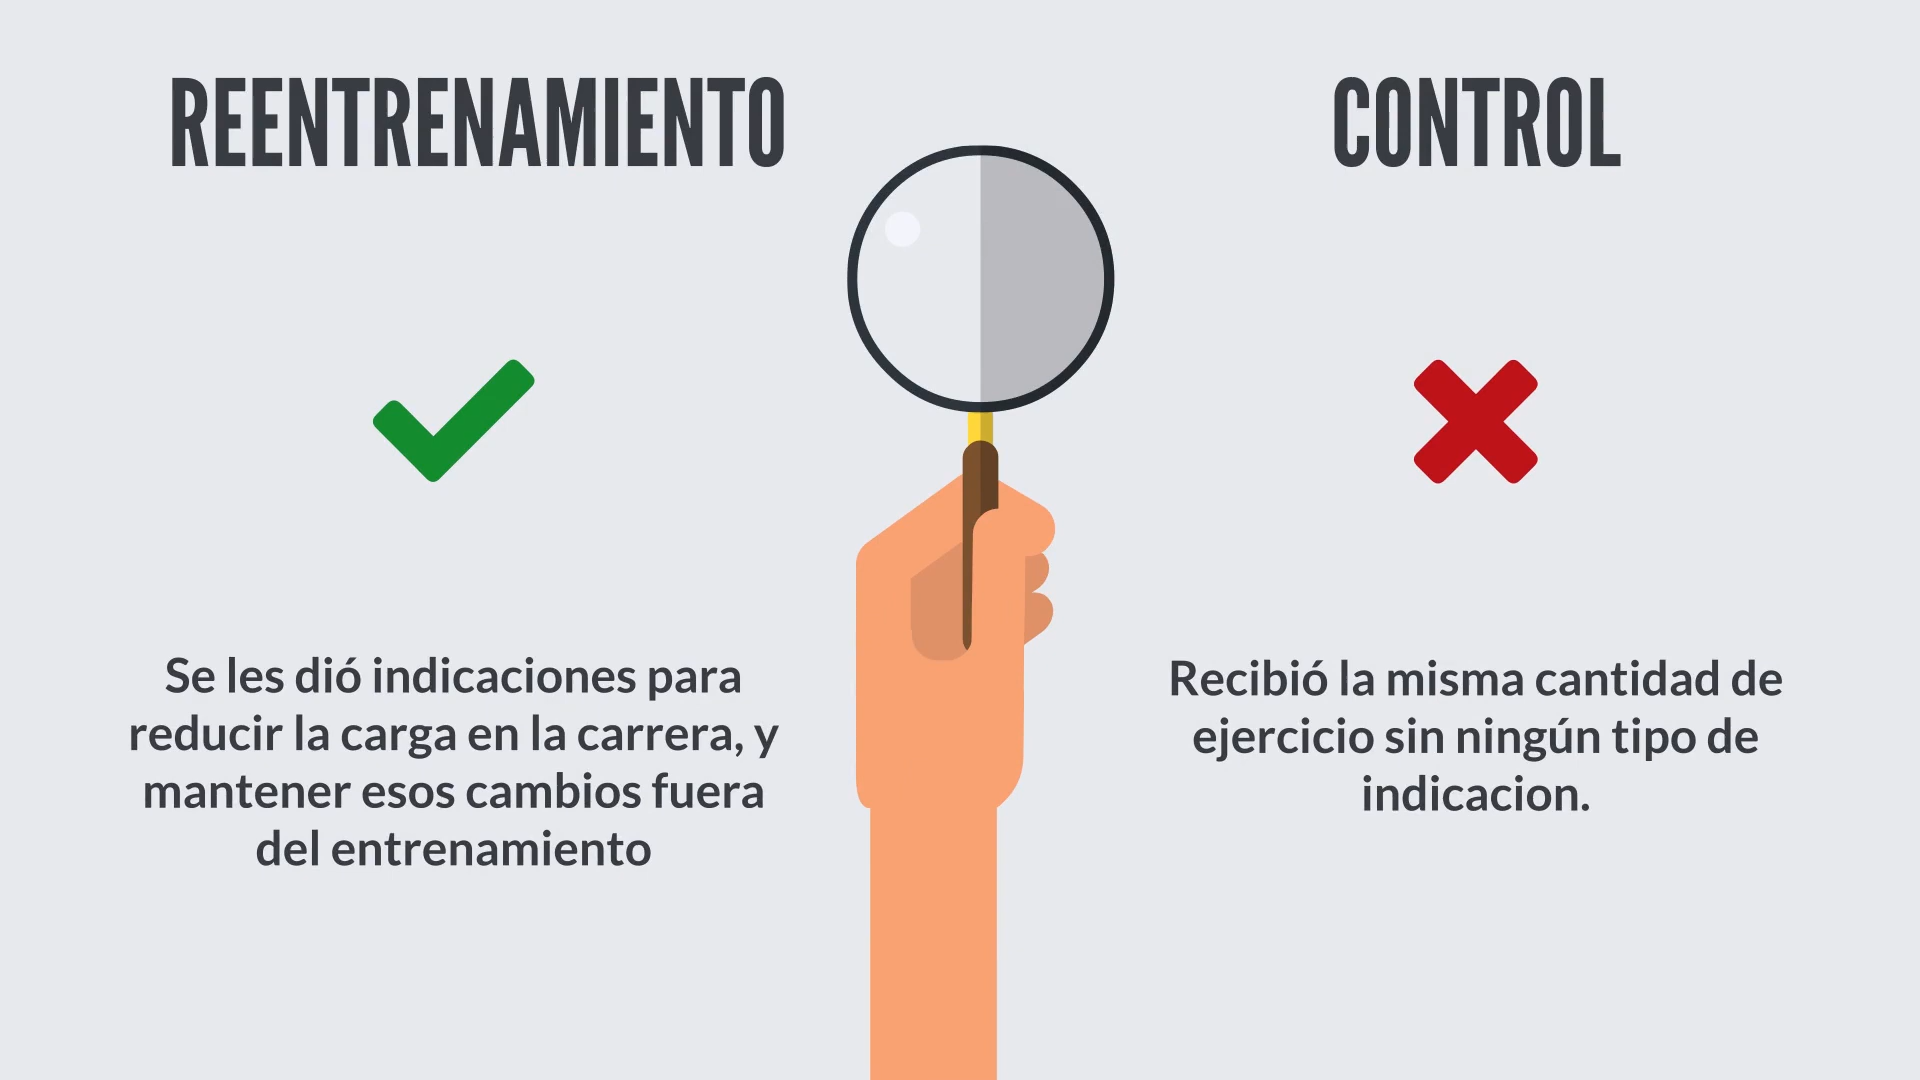 REENTRENAMIENTO
CONTROL
Se les dió indicaciones para
reducir la carga en la carrera, y
mantener esos cambios fuera
del entrenamiento
Recibió la misma cantidad de
ejercicio sin ningún tipo de
indicacion.